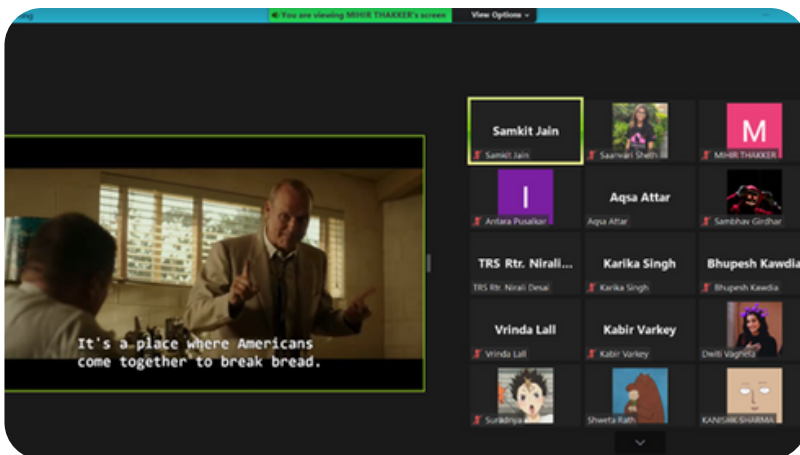 You are viewing MIHIR THAKKER's screen
View Options
It's a place where Americans
come together to break bread.
Samkit Jain
Samkit Jain
Saanvari Sheth
M
MIHIR THAKKER
I
Antara Pusalkar
Aqsa Attar
Aqsa Attar
Sambhav Girdhar
TRS Rtr. Nirali...
TRS Rtr. Nirali Desai
Karika Singh
Karika Singh
Bhupesh Kawdia
Bhupesh Kawdia
Vrinda Lall
Vrinda Lall
Kabir Varkey
Kabir Varkey
Dwiti Vaghela
Shweta Rath
KANISHK SHARMA